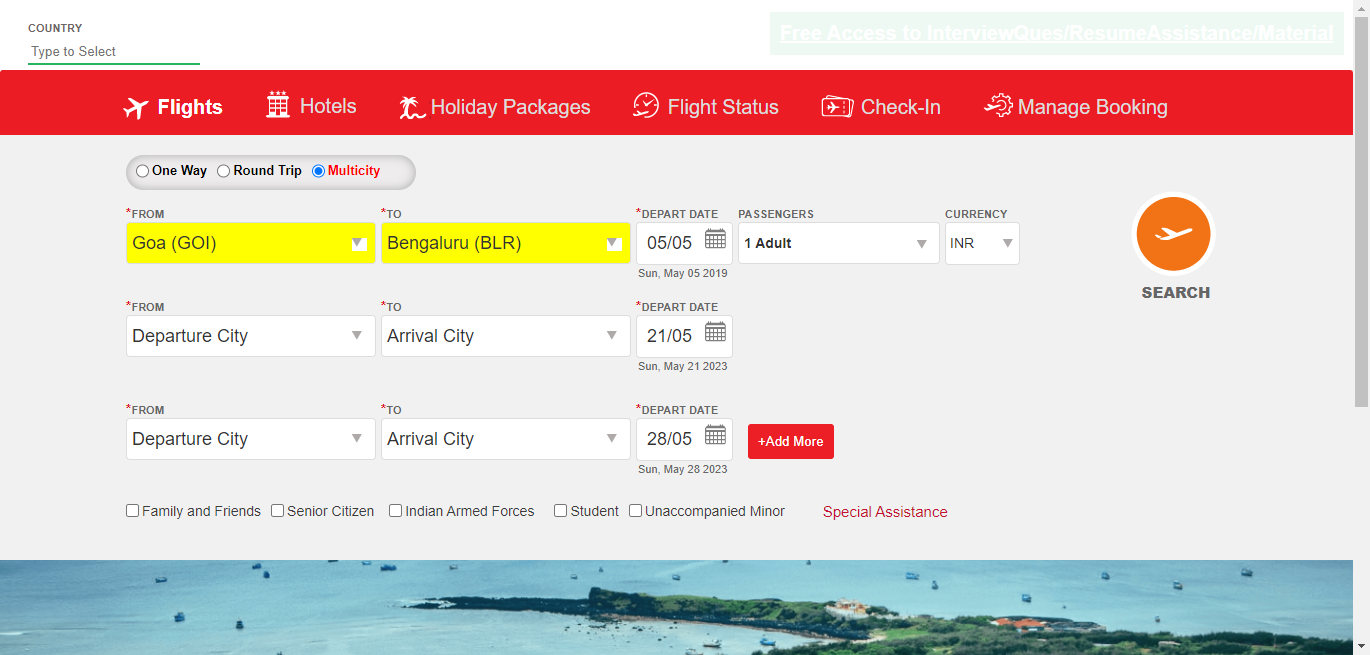 COUNTRY
Type to Select
Free Access to InterviewQues/ResumeAssistance/Material
Flights Hotels Holiday Packages Flight Status Check-In Manage Booking
One Way Round Trip Multicity
*FROM *TO *DEPART DATE PASSENGERS CURRENCY
Goa (GOI) Bengaluru (BLR) 05/05 1 Adult INR
Sun, May 05 2019
SEARCH
*FROM *TO *DEPART DATE
Departure City Arrival City 21/05
Sun, May 21 2023
*FROM *TO *DEPART DATE
Departure City Arrival City 28/05 +Add More
Sun, May 28 2023
Family and Friends Senior Citizen Indian Armed Forces Student Unaccompanied Minor Special Assistance